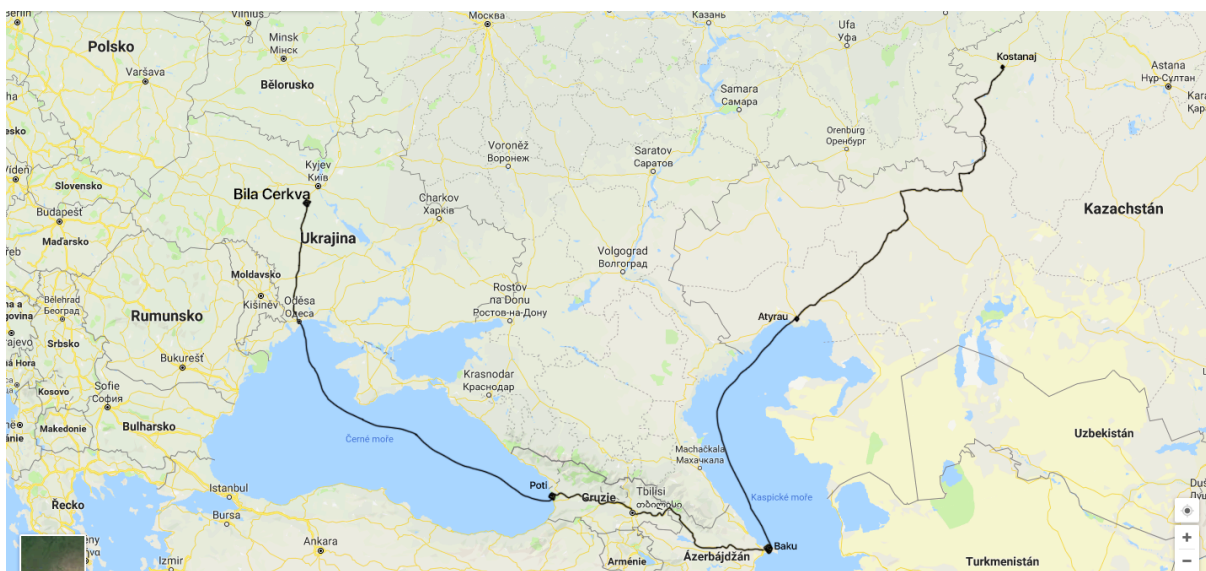 Москва
Казань
Ufa
Уфа
Kostanaj
Vilnius
Minsk
Мінск
Polsko
Varšava
Bělorusko
Samara
Самара
Astana
Нұр-Сұлтан
Kara
Orenburg
Оренбург
Voroněž
Воронеж
Saratov
Саратов
esko
Vídeň
Kyjev
Київ
Slovensko
Bila Cerkva
Charkov
Харків
Kazachstán
Budapešť
Maďarsko
Ukrajina
Volgograd
Волгоград
Moldavsko
Kišiněv
Oděsa
Одеса
Rostov
na Donu
Ростов-на-Дону
Atyrau
Bělehrad
Београд
Rumunsko
Srbsko
Bukurešť
Krasnodar
Краснодар
Kosovo
Sofie
София
Bulharsko
Makedonie
Černé moře
Machačkala
Махачкала
Uzbekistán
Istanbul
Bursa
Poti
Gruzie
Tbilisi
თბილისი
Kaspické moře
Řecko
Ankara
Izmir
Arménie
Ázerbájdžán
Baku
Turkmenistán
+
−